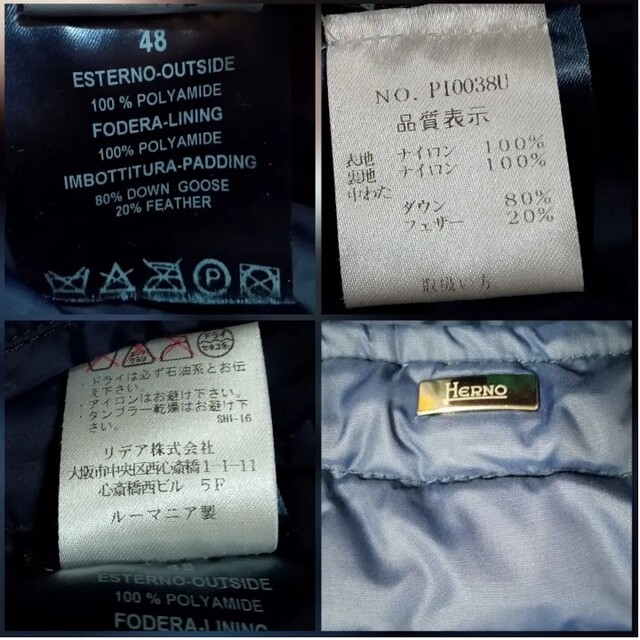 48
ESTERNO-OUTSIDE
100 % POLYAMIDE
FODERA-LINING
100% POLYAMIDE
IMBOTTITURA-PADDING
80% DOWN GOOSE
20% FEATHER
P
NO. PI0038U
品質表示
表地 ナイロン 100%
裏地 ナイロン 100%
中わた
ダウン 80%
フェザー 20%
取扱い方
・ドライは必ず石油系とお伝
え下さい。
・アイロンはお避け下さい。
・タンブラー乾燥はお避け
下さい。
SHI-16
リデア株式会社
大阪市中央区西心斎橋1-1-11
心斎橋西ビル 5F
ルーマニア製
48
ESTERNO-OUTSIDE
100 % POLYAMIDE
FODERA-LINING
HERNO